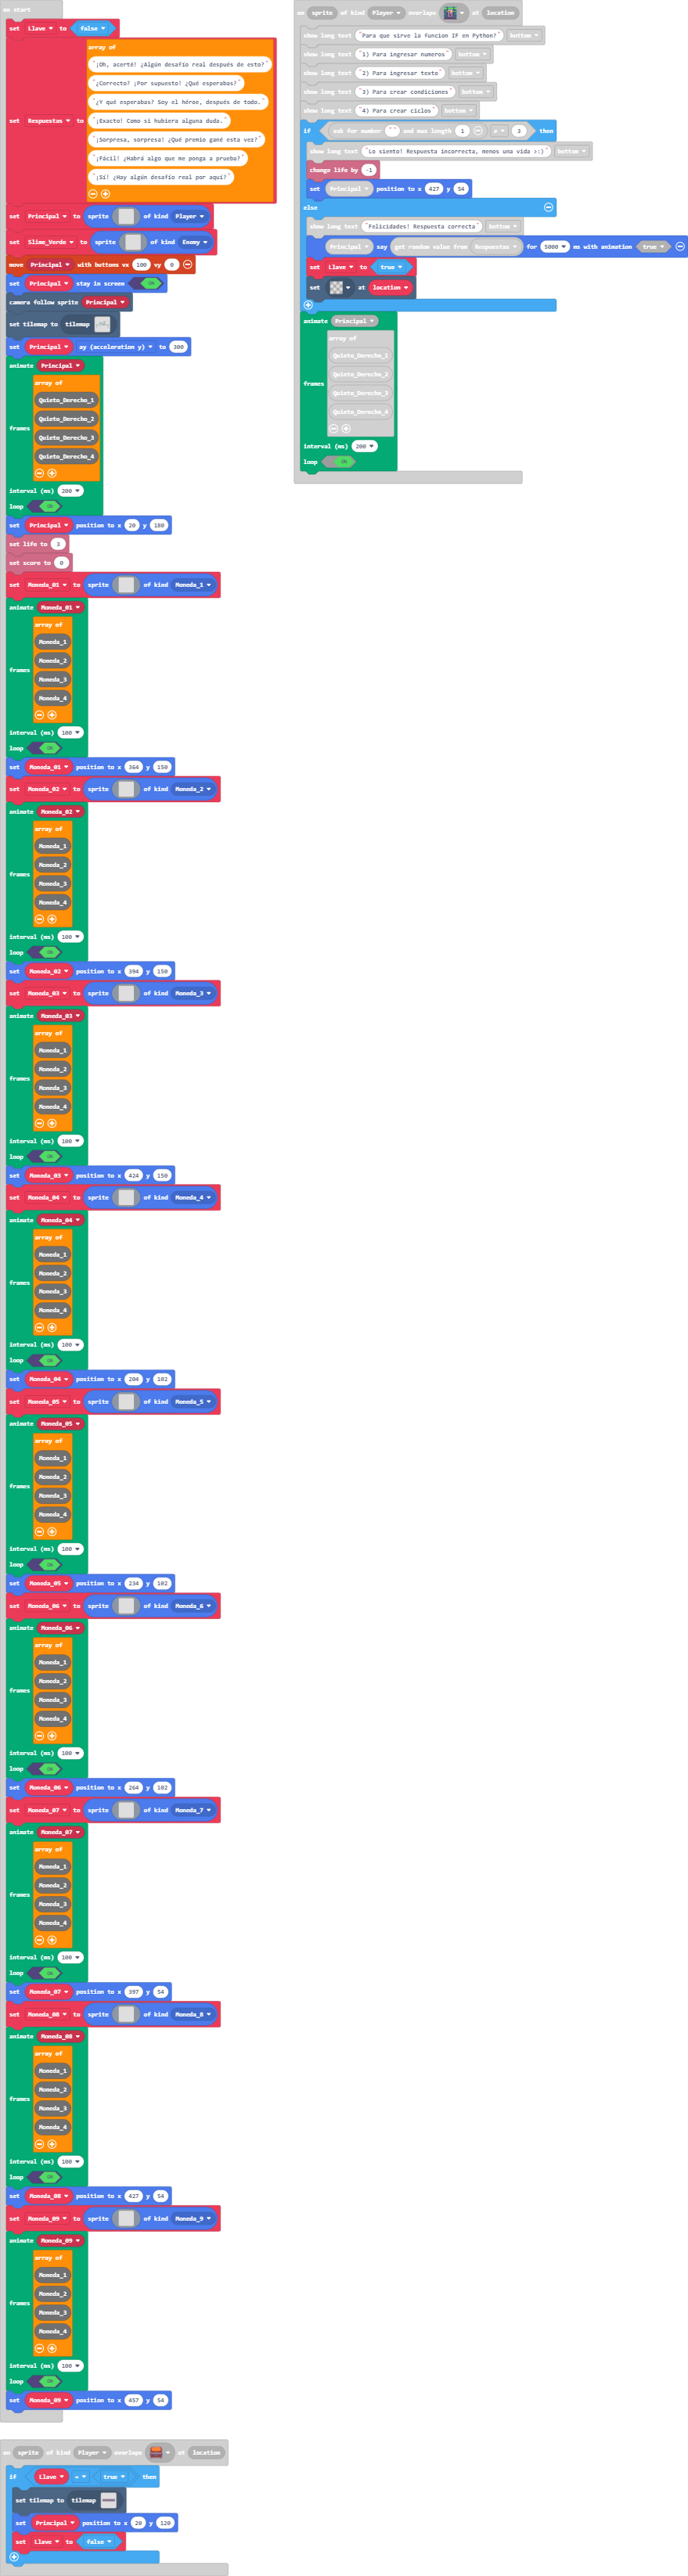 on start
set Llave to false
array of
"¡Oh, acerté! ¿Algún desafío real después de esto?"
"¿Correcto? ¡Por supuesto! ¿Qué esperabas?"
"¿Y qué esperabas? Soy el héroe, después de todo."
set Respuestas to "¡Exacto! Como si hubiera alguna duda."
"¡Sorpresa, sorpresa! ¿Qué premio gané esta vez?"
"¡Fácil! ¿Habrá algo que me ponga a prueba?"
"¡Sí! ¿Hay algún desafío real por aquí?"
set Principal to sprite of kind Player
set Slime_Verde to sprite of kind Enemy
move Principal with buttons vx 100 vy 0
set Principal stay in screen ON
camera follow sprite Principal
set tilemap to tilemap
set Principal ay (acceleration y) to 300
animate Principal
array of
Quieto_Derecho_1
Quieto_Derecho_2
frames
Quieto_Derecho_3
Quieto_Derecho_4
interval (ms) 200
loop ON
set Principal position to x 20 y 180
set life to 3
set score to 0
set Moneda_01 to sprite of kind Moneda_1
animate Moneda_01
array of
Moneda_1
Moneda_2
frames
Moneda_3
Moneda_4
interval (ms) 100
loop ON
set Moneda_01 position to x 364 y 150
set Moneda_02 to sprite of kind Moneda_2
animate Moneda_02
array of
Moneda_1
Moneda_2
frames
Moneda_3
Moneda_4
interval (ms) 100
loop ON
set Moneda_02 position to x 394 y 150
set Moneda_03 to sprite of kind Moneda_3
animate Moneda_03
array of
Moneda_1
Moneda_2
frames
Moneda_3
Moneda_4
interval (ms) 100
loop ON
set Moneda_03 position to x 424 y 150
set Moneda_04 to sprite of kind Moneda_4
animate Moneda_04
array of
Moneda_1
Moneda_2
frames
Moneda_3
Moneda_4
interval (ms) 100
loop ON
set Moneda_04 position to x 204 y 102
set Moneda_05 to sprite of kind Moneda_5
animate Moneda_05
array of
Moneda_1
Moneda_2
frames
Moneda_3
Moneda_4
interval (ms) 100
loop ON
set Moneda_05 position to x 234 y 102
set Moneda_06 to sprite of kind Moneda_6
animate Moneda_06
array of
Moneda_1
Moneda_2
frames
Moneda_3
Moneda_4
interval (ms) 100
loop ON
set Moneda_06 position to x 264 y 102
set Moneda_07 to sprite of kind Moneda_7
animate Moneda_07
array of
Moneda_1
Moneda_2
frames
Moneda_3
Moneda_4
interval (ms) 100
loop ON
set Moneda_07 position to x 397 y 54
set Moneda_08 to sprite of kind Moneda_8
animate Moneda_08
array of
Moneda_1
Moneda_2
frames
Moneda_3
Moneda_4
interval (ms) 100
loop ON
set Moneda_08 position to x 427 y 54
set Moneda_09 to sprite of kind Moneda_9
animate Moneda_09
array of
Moneda_1
Moneda_2
frames
Moneda_3
Moneda_4
interval (ms) 100
loop ON
set Moneda_09 position to x 457 y 54
on sprite of kind Player overlaps at location
if Llave = true then
set tilemap to tilemap
set Principal position to x 20 y 120
set Llave to false
on sprite of kind Player overlaps at location
show long text "Para que sirve la funcion IF en Python?" bottom
show long text "1) Para ingresar numeros" bottom
show long text "2) Para ingresar texto" bottom
show long text "3) Para crear condiciones" bottom
show long text "4) Para crear ciclos" bottom
if ask for number "" and max length 1 ≠ 3 then
show long text "Lo siento! Respuesta incorrecta, menos una vida >:)" bottom
change life by -1
set Principal position to x 427 y 54
else
show long text "Felicidades! Respuesta correcta" bottom
Principal say get random value from Respuestas for 5000 ms with animation true
set Llave to true
set at location
animate Principal
array of
Quieto_Derecho_1
Quieto_Derecho_2
frames
Quieto_Derecho_3
Quieto_Derecho_4
interval (ms) 200
loop ON